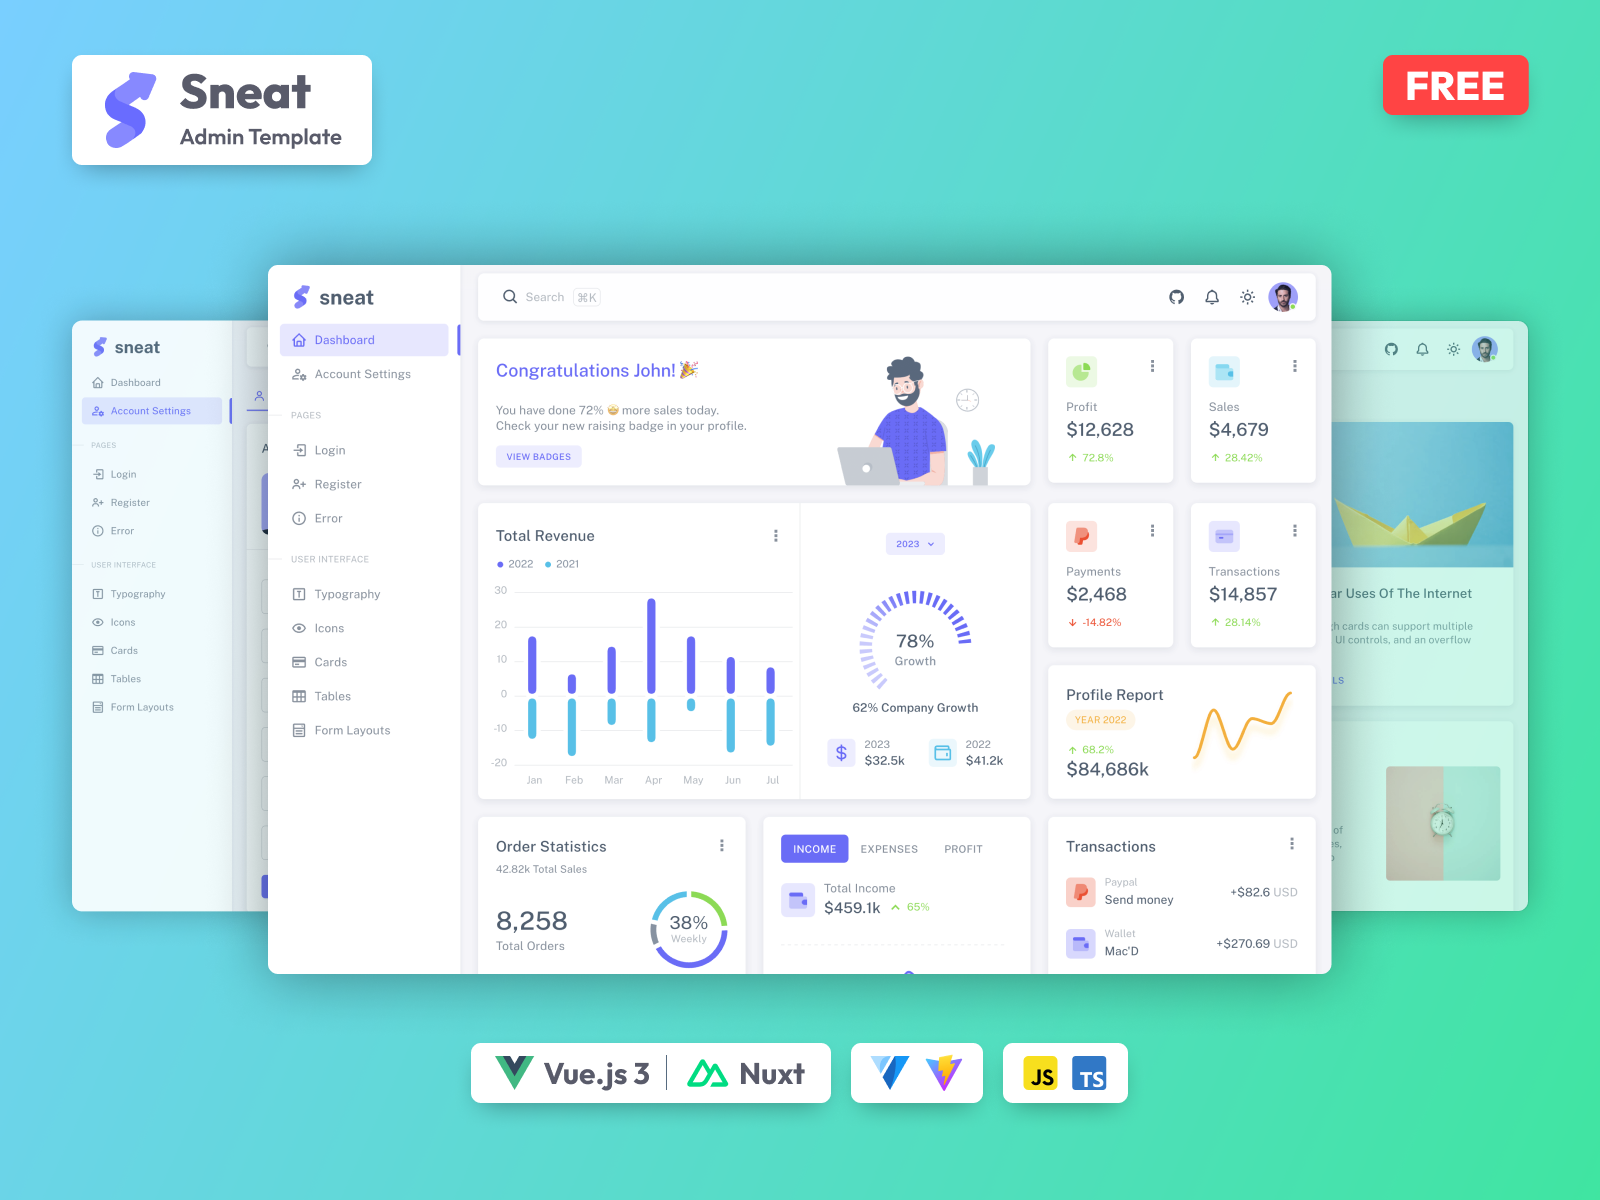 Sneat
Admin Template
FREE
sneat
Dashboard
Account Settings
PAGES
Login
Register
Error
USER INTERFACE
Typography
Icons
Cards
Tables
Form Layouts
sneat
Dashboard
Account Settings
PAGES
Login
Register
Error
USER INTERFACE
Typography
Icons
Cards
Tables
Form Layouts
Search ⌘K
Congratulations John! 🎉
You have done 72% 🤩 more sales today.
Check your new raising badge in your profile.
VIEW BADGES
Profit
$12,628
72.8%
Sales
$4,679
28.42%
Total Revenue
2022 2021
30
20
10
0
-10
-20
Jan Feb Mar Apr May Jun Jul
2023
78%
Growth
62% Company Growth
2023
$32.5k
2022
$41.2k
Payments
$2,468
-14.82%
Transactions
$14,857
28.14%
Profile Report
YEAR 2022
68.2%
$84,686k
Order Statistics
42.82k Total Sales
8,258
Total Orders
38%
Weekly
INCOME EXPENSES PROFIT
Total Income
$459.1k 65%
Transactions
Paypal
Send money
+$82.6 USD
Wallet
Mac'D
+$270.69 USD
Uses Of The Internet
cards can support multiple
UI controls, and an overflow
of
Vue.js 3 | Nuxt
JS
TS